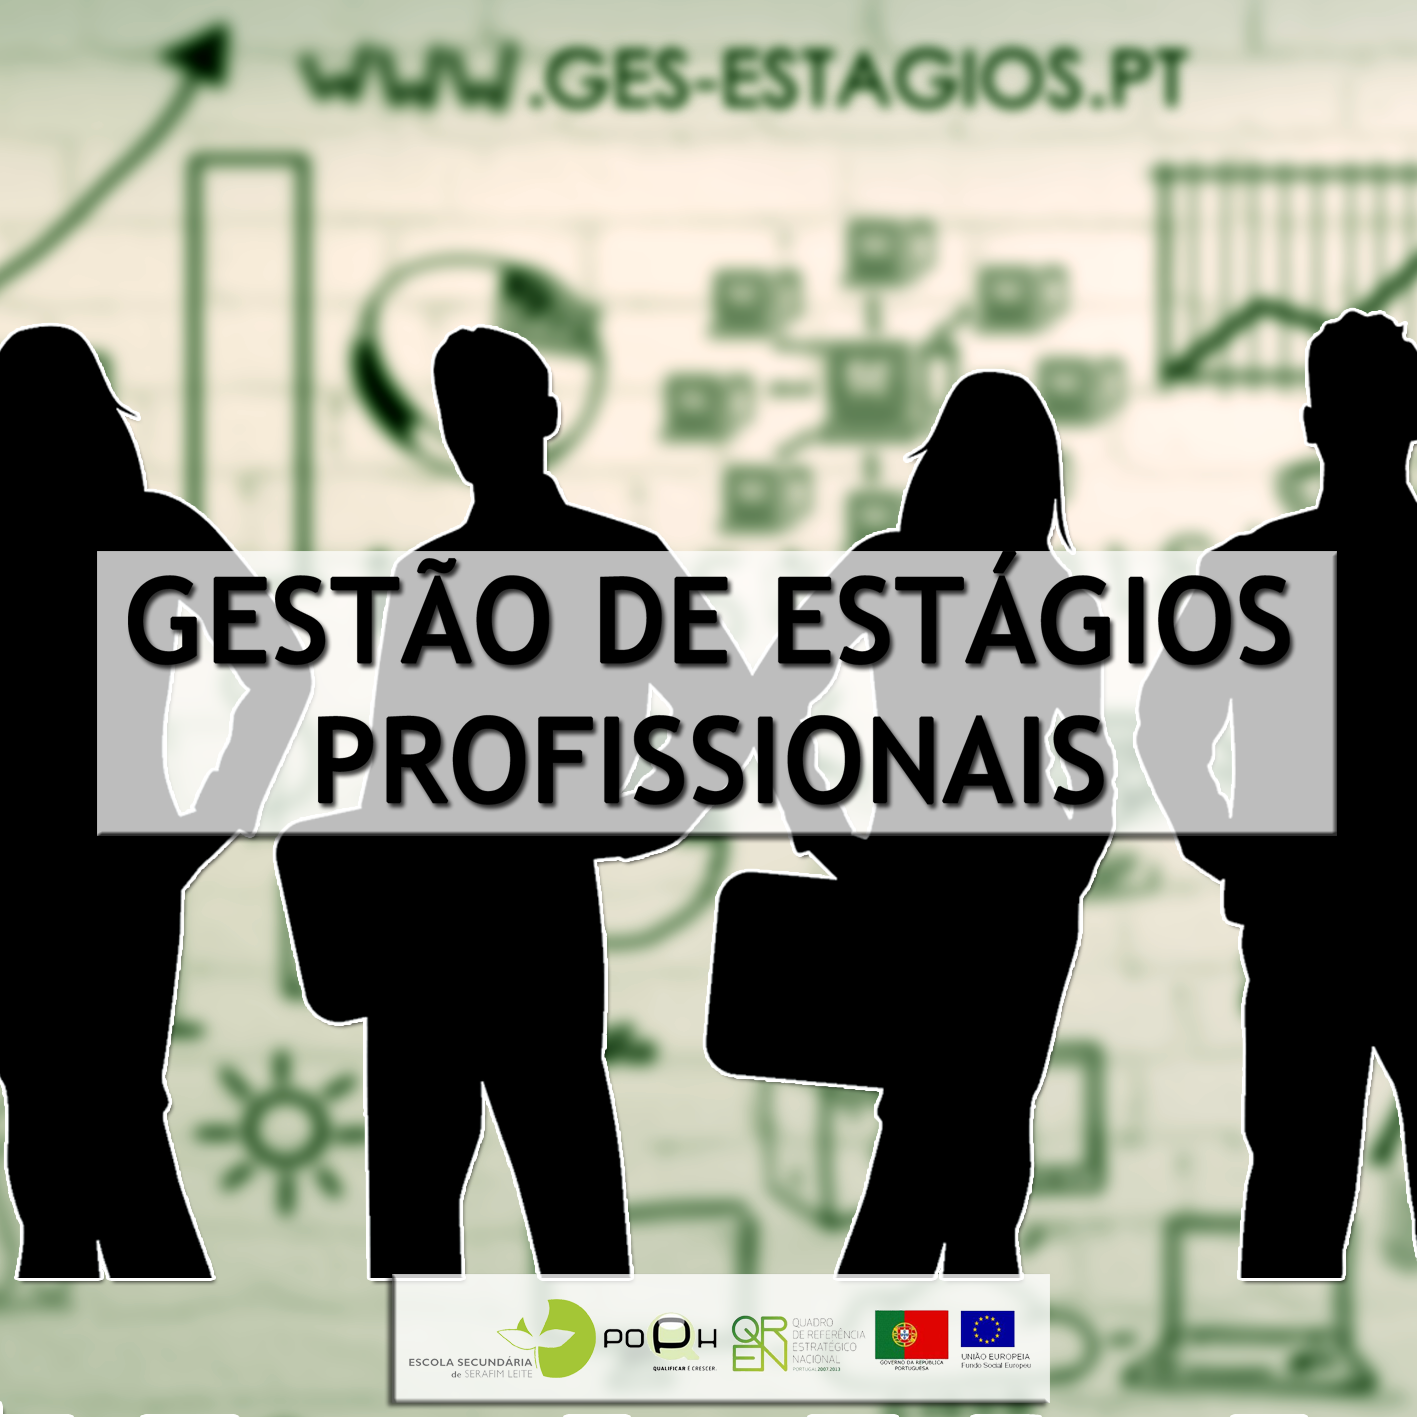 WWW.GES-ESTAGIOS.PT
GESTÃO DE ESTÁGIOS
PROFISSIONAIS
ESCOLA SECUNDÁRIA
de SERAFIM LEITE
POPH
QUALIFICAR É CRESCER.
QREN
QUADRO
DE REFERÊNCIA
ESTRATÉGICO
NACIONAL
PORTUGAL 2007.2013
GOVERNO DA REPÚBLICA
PORTUGUESA
UNIÃO EUROPEIA
Fundo Social Europeu